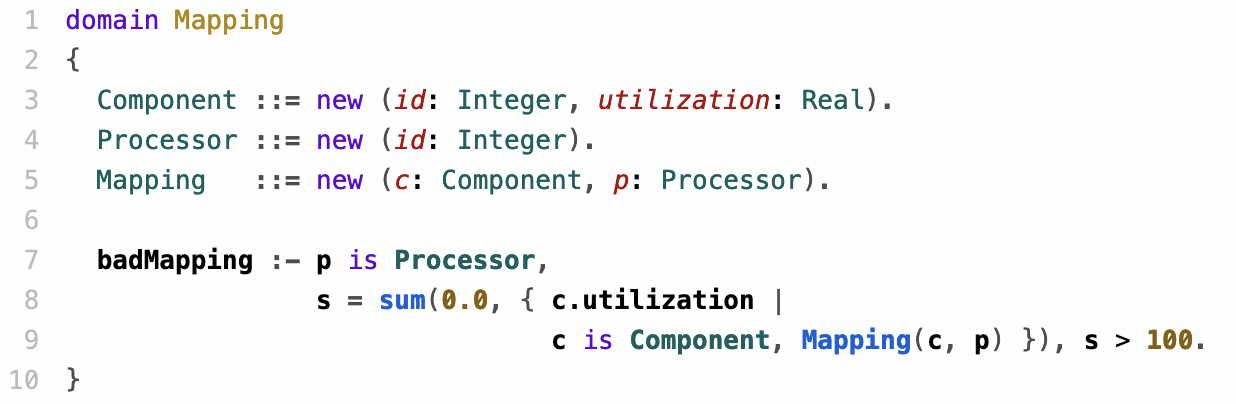 1 domain Mapping
2 {
3 Component ::= new (id: Integer, utilization: Real).
4 Processor ::= new (id: Integer).
5 Mapping ::= new (c: Component, p: Processor).
6
7 badMapping :- p is Processor,
8 s = sum(0.0, { c.utilization |
9 c is Component, Mapping(c, p) }), s > 100.
10 }